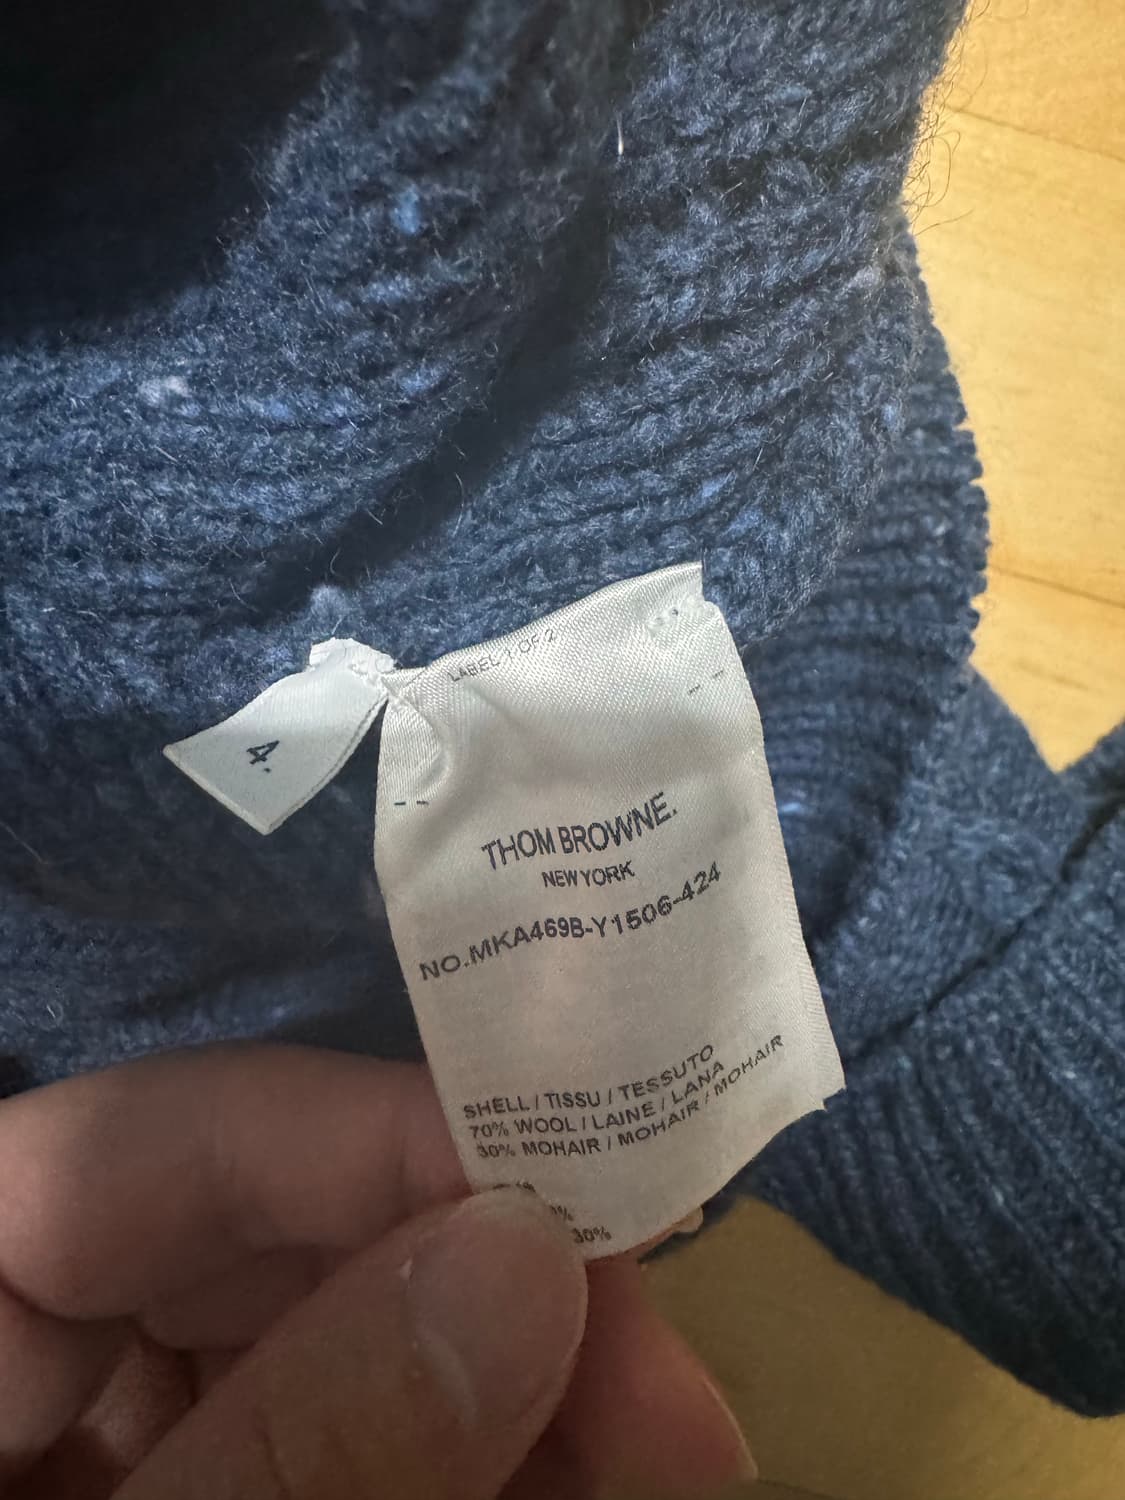 LABEL 1 OF 2
4.
THOM BROWNE.
NEW YORK
NO.MKA469B-Y1506-424
SHELL / TISSU / TESSUTO
70% WOOL / LAINE / LANA
30% MOHAIR / MOHAIR / MOHAIR
30%